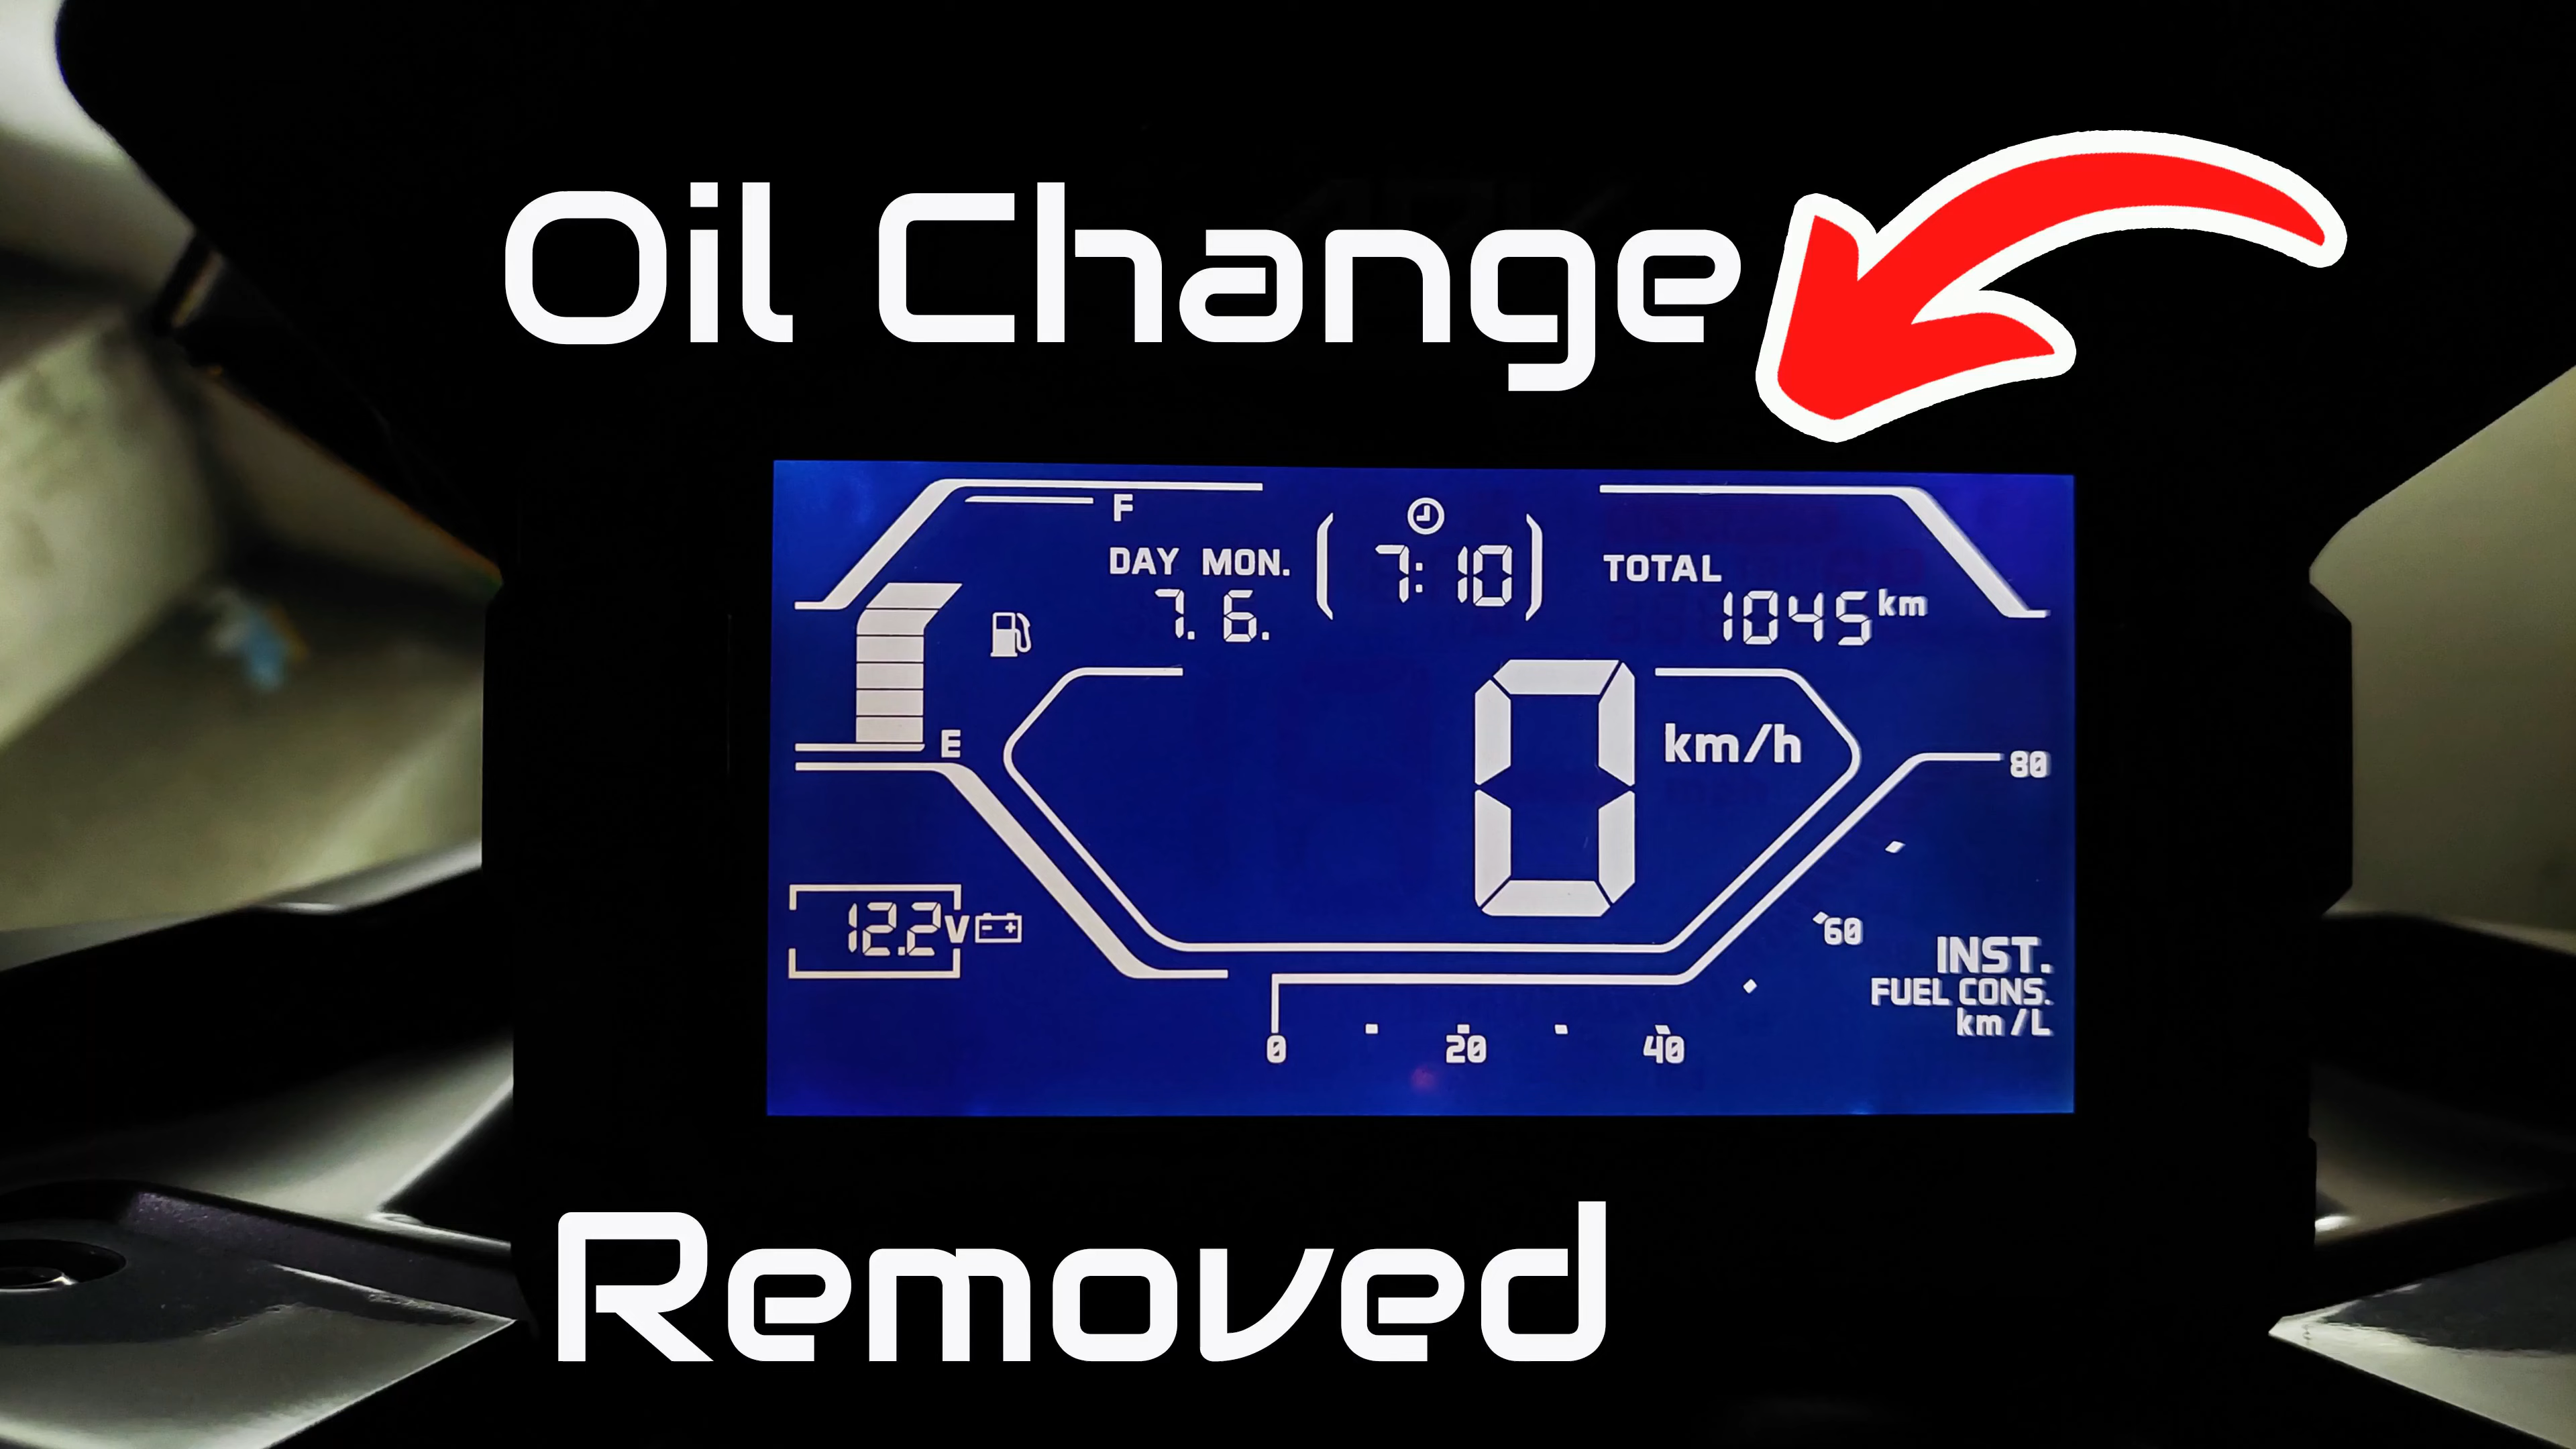 Oil Change
F
DAY MON.
7. 6.
7:10
TOTAL
1045 km
E
0 km/h
80
12.2 V
60
INST.
FUEL CONS.
km/L
0 20 40
Removed